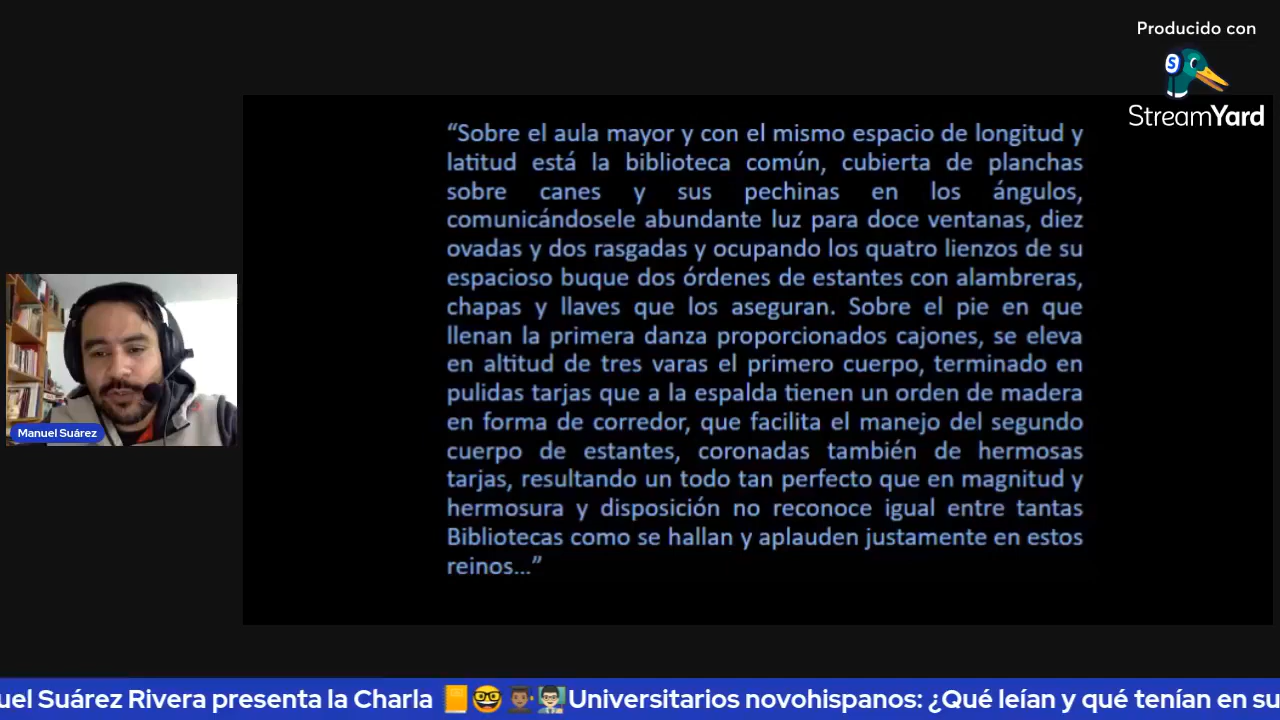 Producido con
StreamYard
“Sobre el aula mayor y con el mismo espacio de longitud y
latitud está la biblioteca común, cubierta de planchas
sobre canes y sus pechinas en los ángulos,
comunicándosele abundante luz para doce ventanas, diez
ovadas y dos rasgadas y ocupando los quatro lienzos de su
espacioso buque dos órdenes de estantes con alambreras,
chapas y llaves que los aseguran. Sobre el pie en que
llenan la primera danza proporcionados cajones, se eleva
en altitud de tres varas el primero cuerpo, terminado en
pulidas tarjas que a la espalda tienen un orden de madera
en forma de corredor, que facilita el manejo del segundo
cuerpo de estantes, coronadas también de hermosas
tarjas, resultando un todo tan perfecto que en magnitud y
hermosura y disposición no reconoce igual entre tantas
Bibliotecas como se hallan y aplauden justamente en estos
reinos...”
Manuel Suárez
uel Suárez Rivera presenta la Charla 📒🤓👨🏾‍🎓👨🏻‍🏫Universitarios novohispanos: ¿Qué leían y qué tenían en su